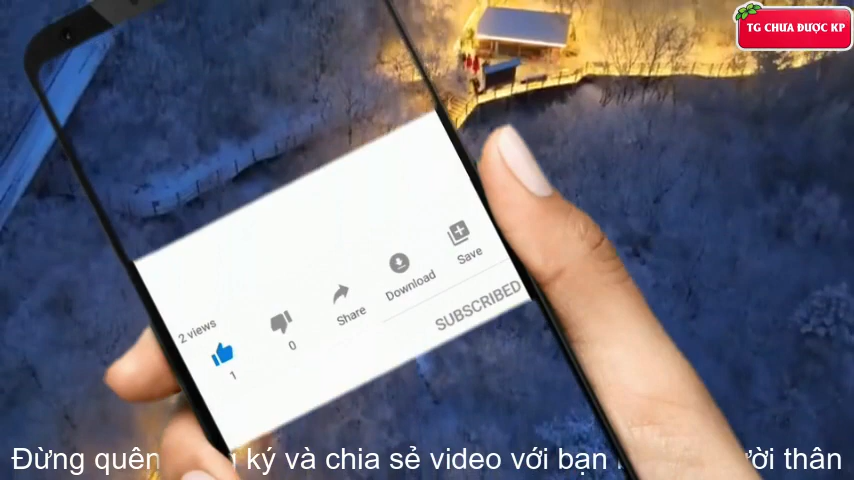 TG CHƯA ĐƯỢC KP
2 views
1
0
Share
Download
Save
SUBSCRIBED
Đừng quên ký và chia sẻ video với bạn thân